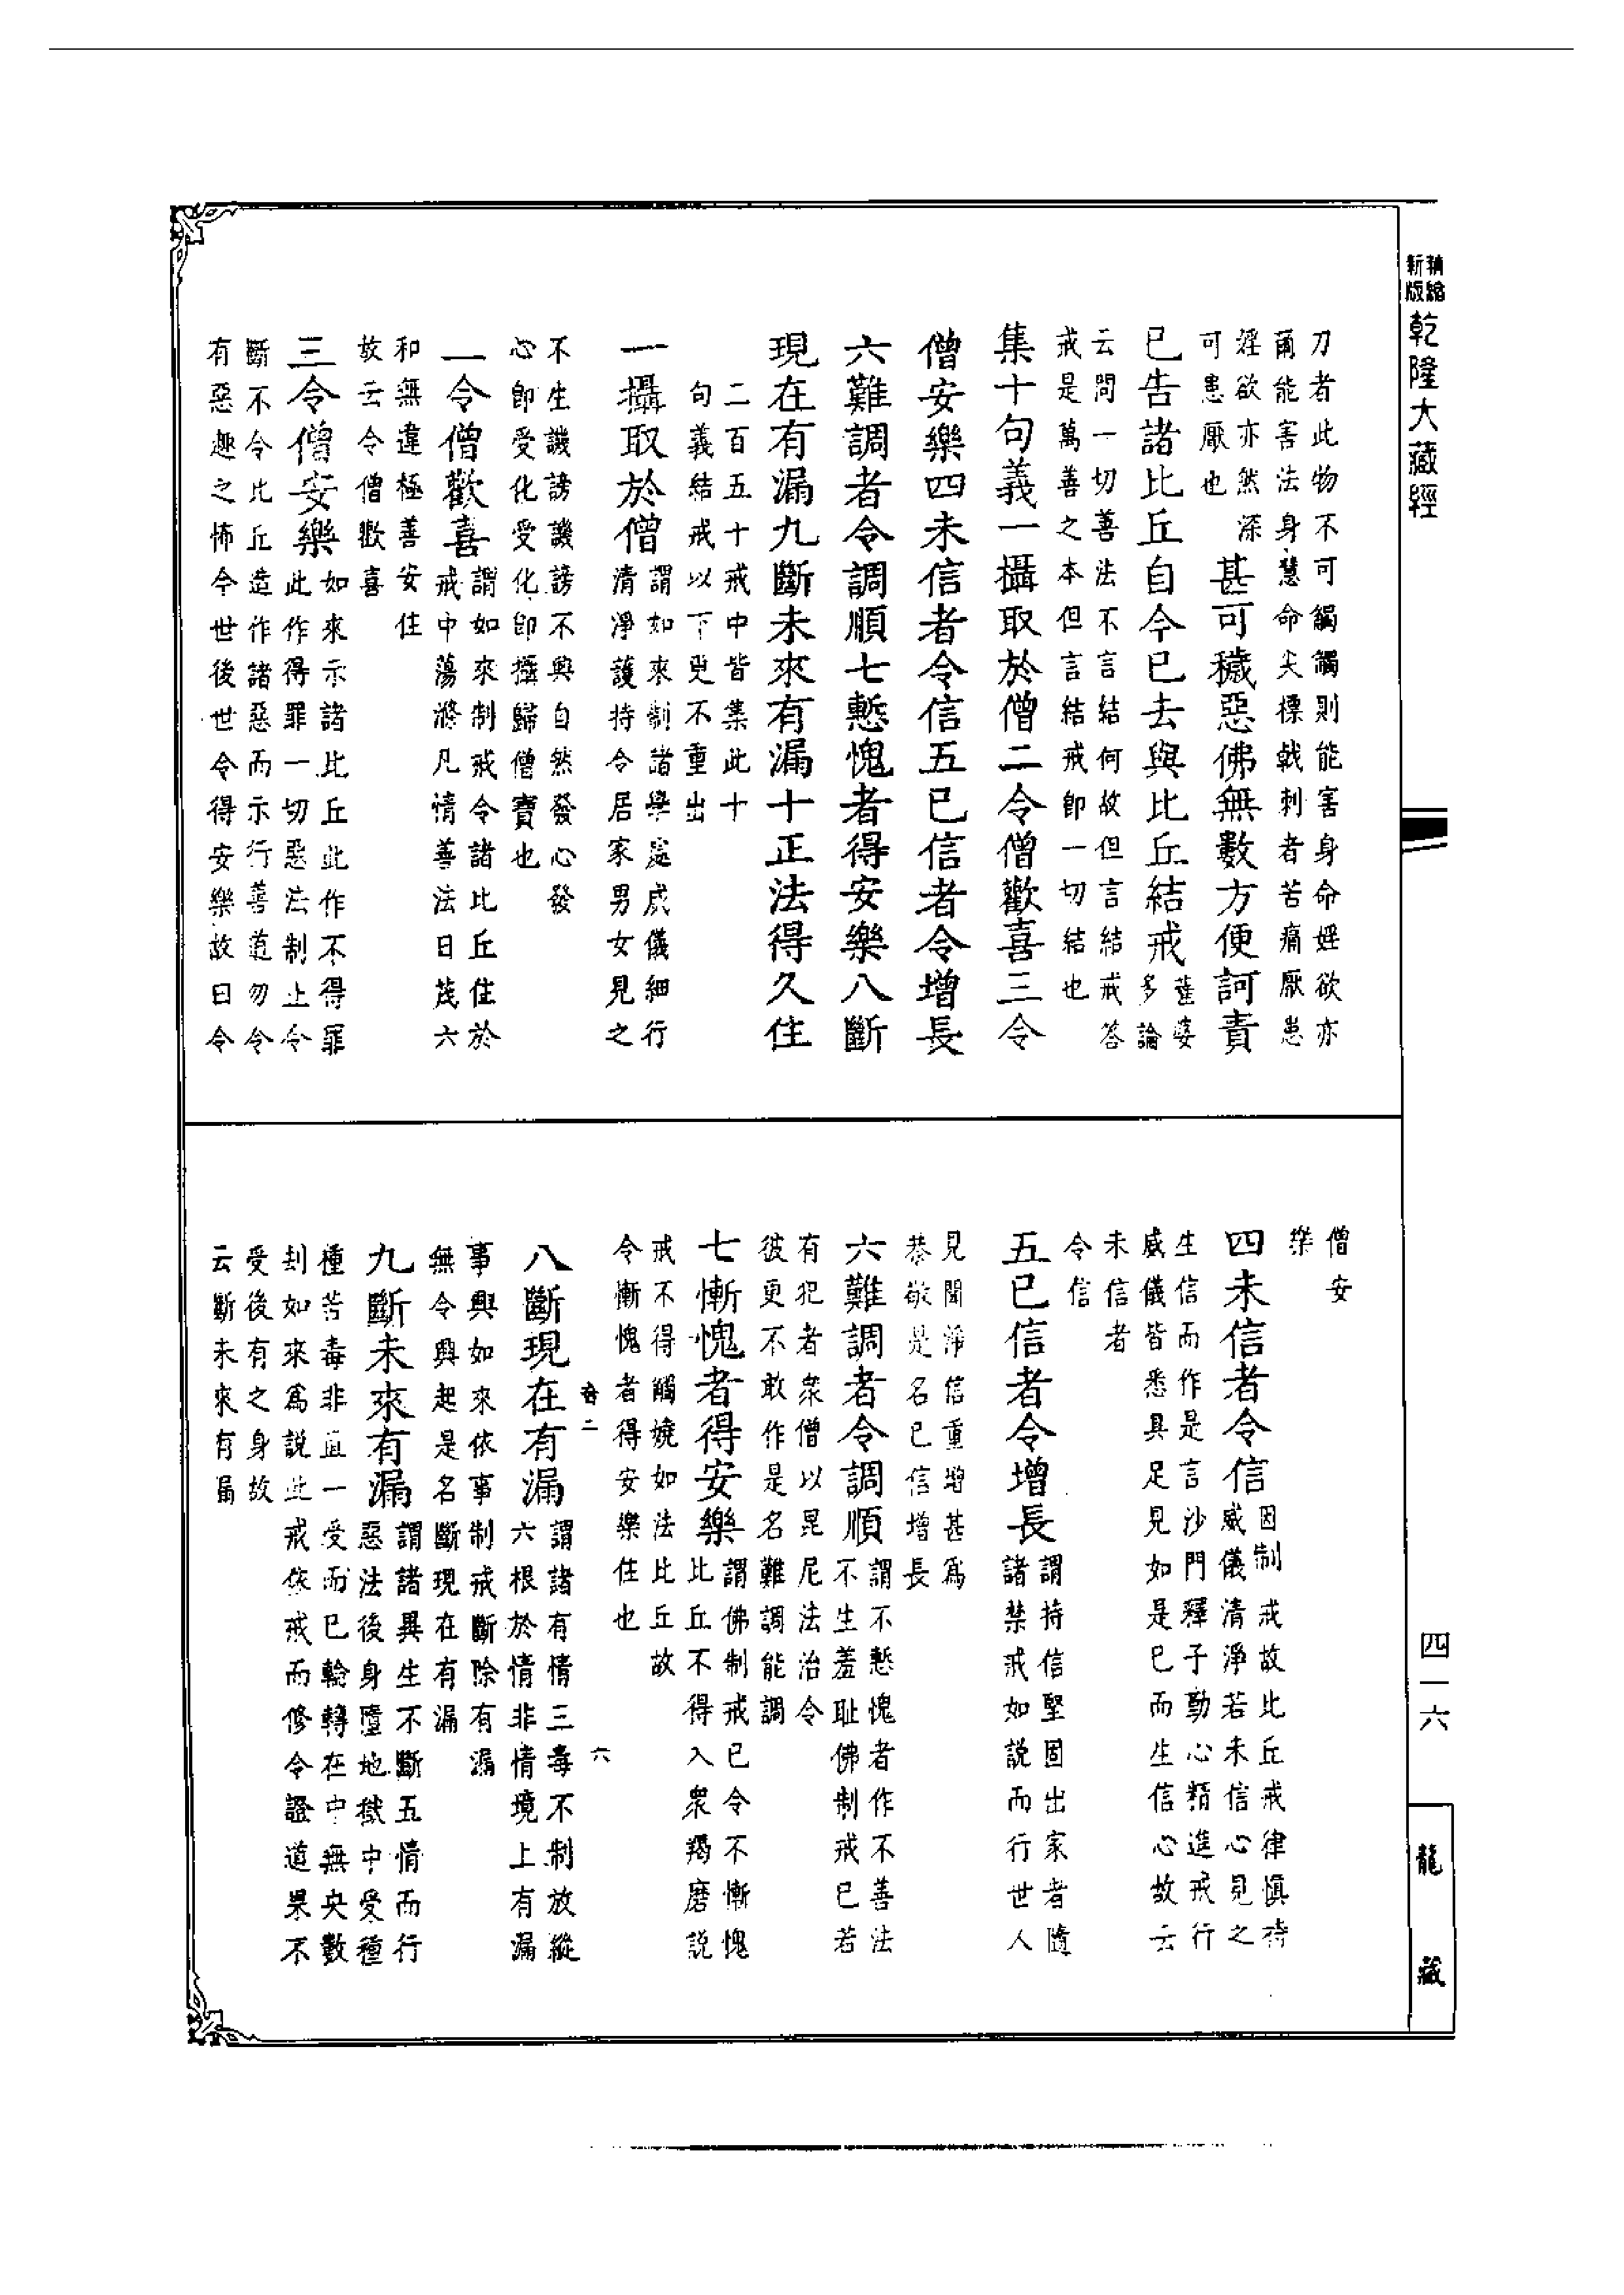 精縮
新版
乾隆大藏經
刀者此物不可觸觸則能害身命婬欲亦
爾能害法身慧命尖標戟刺者苦痛厭患
婬欲亦然深
可患厭也
甚可穢惡佛無數方便訶責
已告諸比丘自今已去與比丘結戒
薩婆
多論
云問一切善法不言結何故但言結戒答
戒是萬善之本但言結戒即一切結也
集十句義一攝取於僧二令僧歡喜三令
僧安樂四未信者令信五已信者令增長
六難調者令調順七慙愧者得安樂八斷
現在有漏九斷未來有漏十正法得久住
二百五十戒中皆集此十
句義結戒以下更不重出
一攝取於僧
謂如來制諸學處成儀細行
清淨護持令居家男女見之
不生譏謗譏謗不興自然發心發
心即受化受化即攝歸僧寶也
二令僧歡喜
謂如來制戒令諸比丘住於
戒中蕩滌凡情善法日茂六
和無違極善安住
故云令僧歡喜
三令僧安樂
如來示諸比丘此作不得罪
此作得罪一切惡法制止令
斷不令比丘造作諸惡而示行善道勿令
有惡趣之怖令世後世令得安樂故曰令
僧安
樂
四未信者令信
因制戒故比丘戒律慎持
威儀清淨若未信心見之
生信而作是言沙門釋子勤心精進戒行
威儀皆悉具足見如是已而生信心故云
未信者
令信
五已信者令增長
謂持信堅固出家者隨
諸禁戒如說而行世人
見聞淨信重增甚為
恭敬是名已信增長
六難調者令調順
謂不慙愧者作不善法
不生羞耻佛制戒已若
有犯者衆僧以毘尼法治令
彼更不敢作是名難調能調
七慚愧者得安樂
謂佛制戒已令不慚愧
比丘不得入衆羯磨說
戒不得觸嬈如法比丘故
令慚愧者得安樂住也
卷二 六
八斷現在有漏
謂諸有情三毒不制放縱
六根於情非情境上有漏
事興如來依事制戒斷除有漏
無令興起是名斷現在有漏
九斷未來有漏
謂諸異生不斷五情而行
惡法後身墮地獄中受種
種苦毒非直一受而已輪轉在中無央數
劫如來為說此戒依戒而修令證道果不
受後有之身故
云斷未來有漏
四一六
龍藏